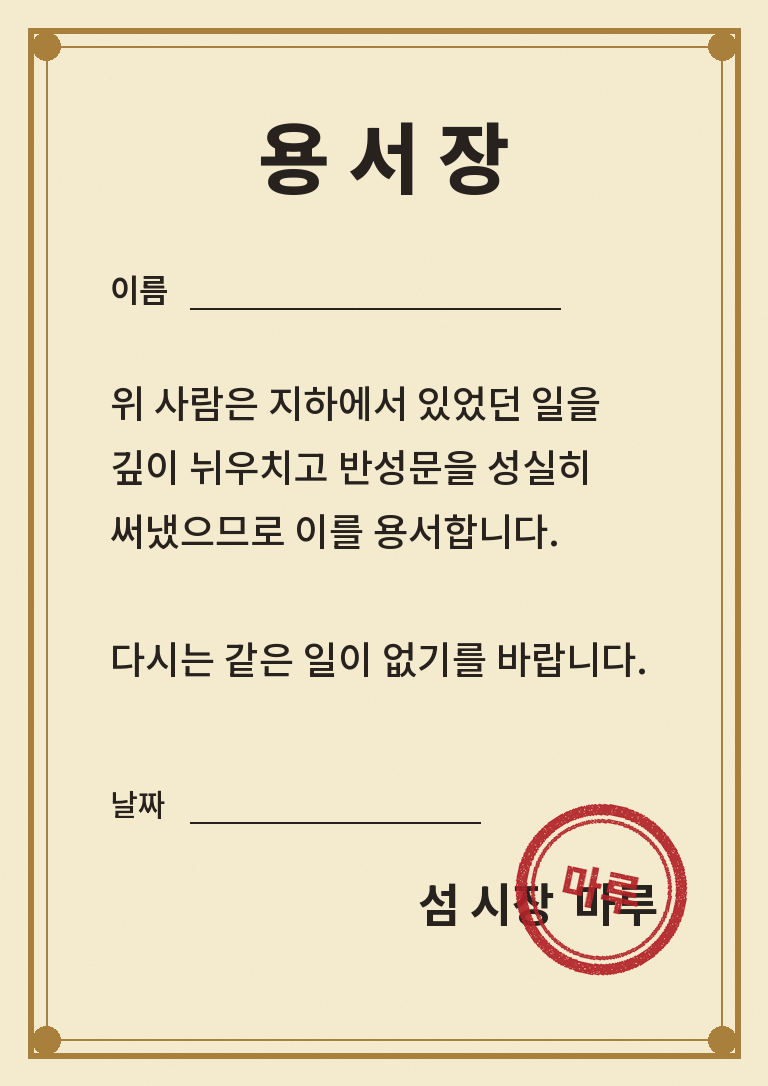 용서장
이름
위 사람은 지하에서 있었던 일을
깊이 뉘우치고 반성문을 성실히
써냈으므로 이를 용서합니다.
다시는 같은 일이 없기를 바랍니다.
날짜
섬 시장 마루
마루